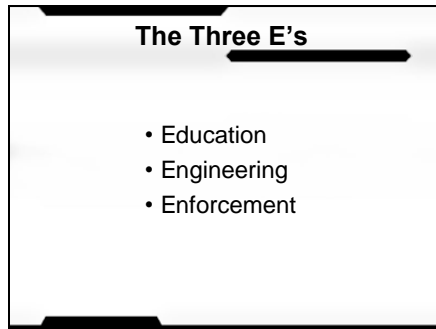 The Three E’s
• Education
• Engineering
• Enforcement